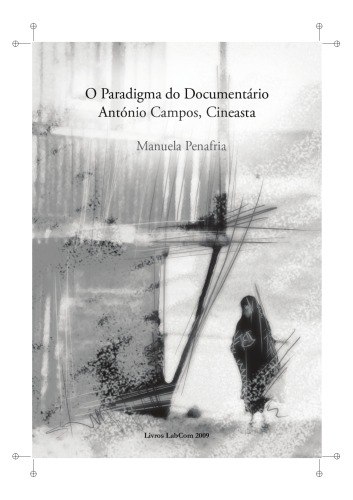 O Paradigma do Documentário
António Campos, Cineasta
Manuela Penafria
Livros LabCom 2009